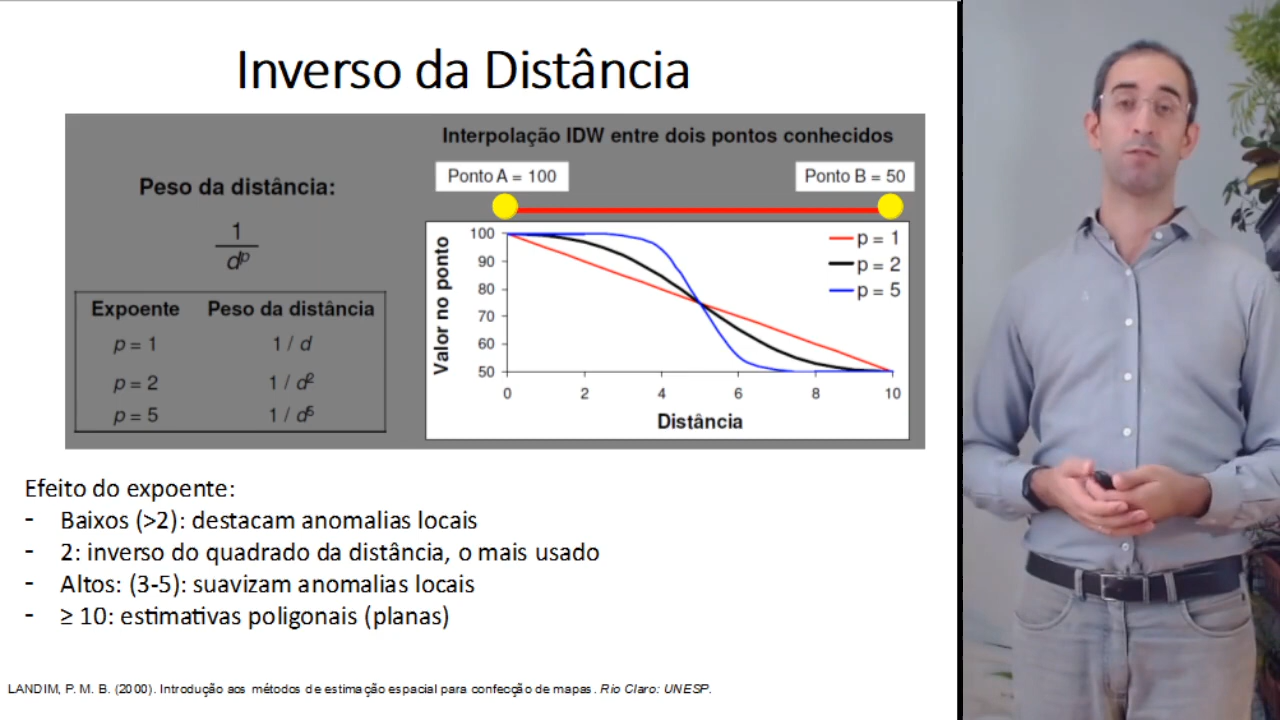 Inverso da Distância
Peso da distância:
1
dᵖ
Expoente Peso da distância
p = 1 1 / d
p = 2 1 / d²
p = 5 1 / d⁵
Interpolação IDW entre dois pontos conhecidos
Ponto A = 100 Ponto B = 50
Valor no ponto
100
90
80
70
60
50
0 2 4 6 8 10
Distância
p = 1
p = 2
p = 5
Efeito do expoente:
- Baixos (>2): destacam anomalias locais
- 2: inverso do quadrado da distância, o mais usado
- Altos: (3-5): suavizam anomalias locais
- ≥ 10: estimativas poligonais (planas)
LANDIM, P. M. B. (2000). Introdução aos métodos de estimação espacial para confecção de mapas. Rio Claro: UNESP.